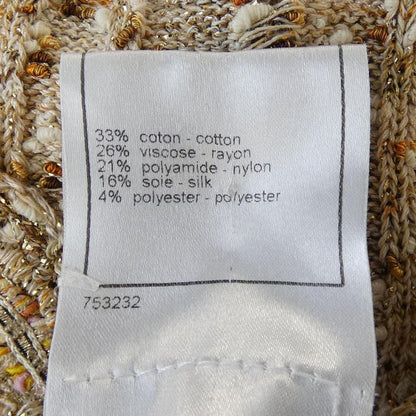 33% coton - cotton
26% viscose - rayon
21% polyamide - nylon
16% soie - silk
4% polyester - polyester
753232